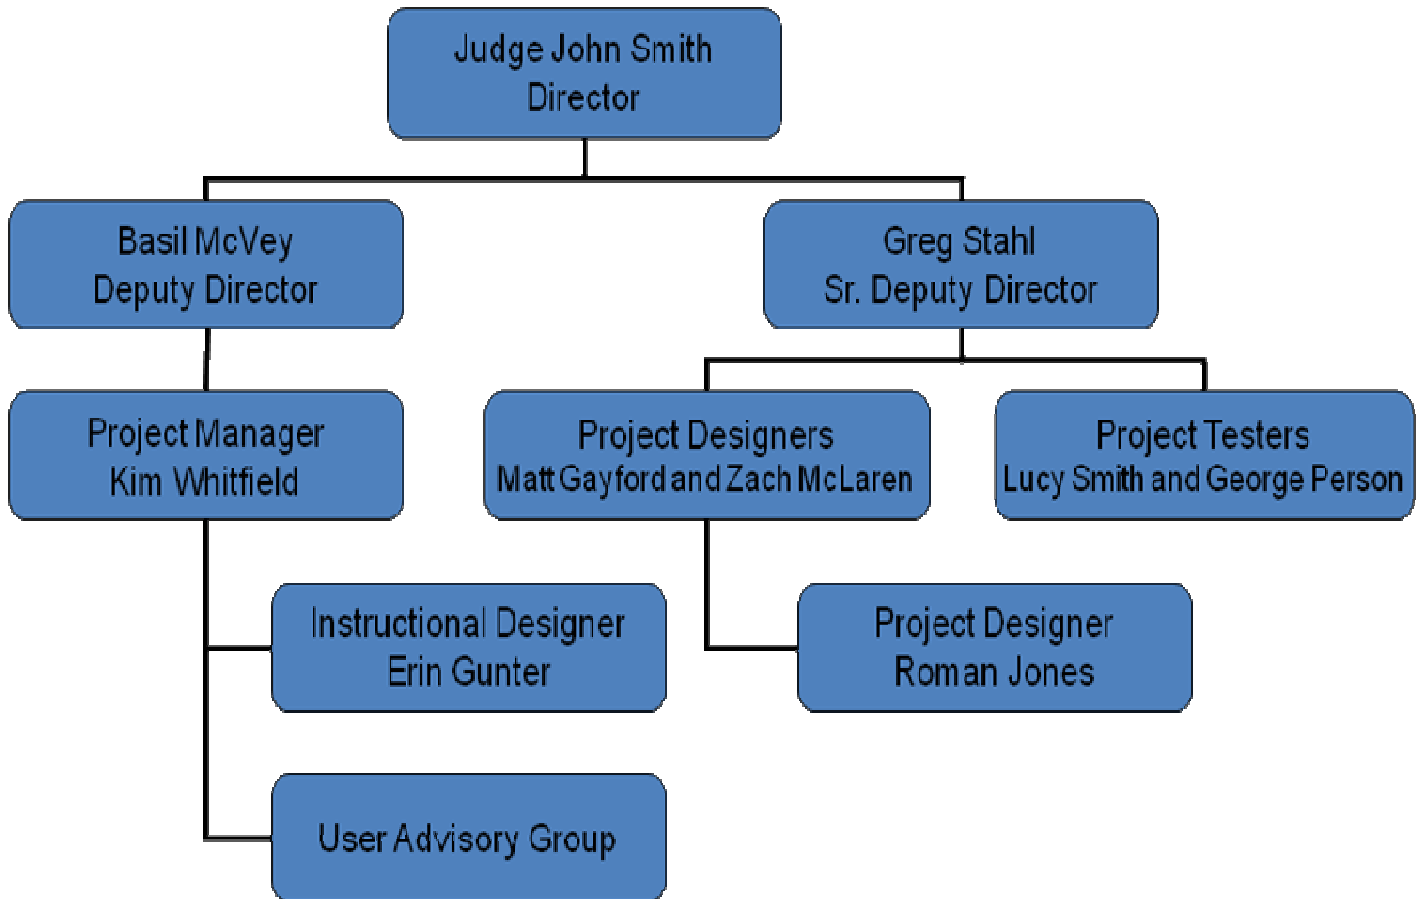 Judge John Smith
Director
Basil McVey
Deputy Director
Greg Stahl
Sr. Deputy Director
Project Manager
Kim Whitfield
Project Designers
Matt Gayford and Zach McLaren
Project Testers
Lucy Smith and George Person
Instructional Designer
Erin Gunter
Project Designer
Roman Jones
User Advisory Group